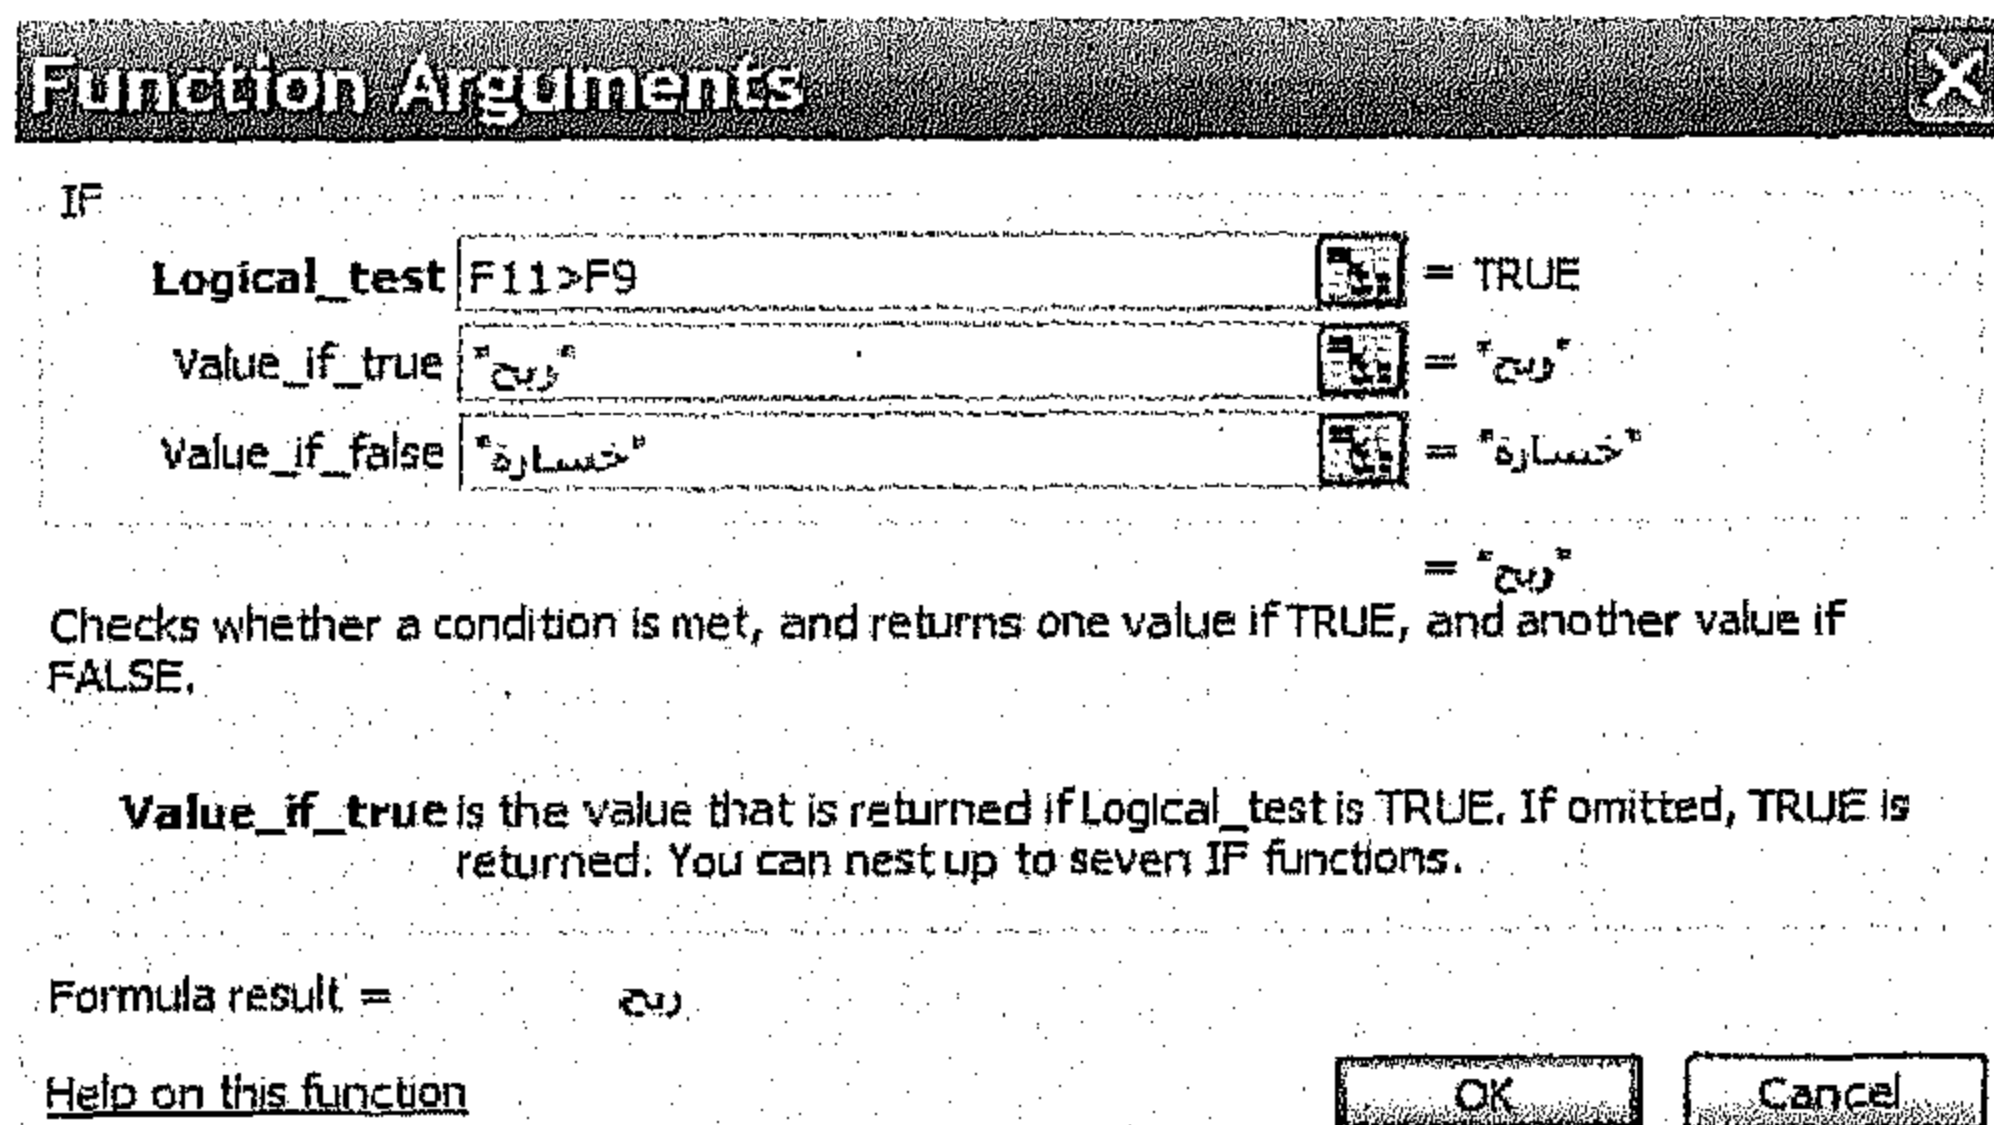 Function Arguments
IF
Logical_test F11>F9 = TRUE
Value_if_true "ربح" = "ربح"
Value_if_false "خسارة" = "خسارة"
= "ربح"
Checks whether a condition is met, and returns one value if TRUE, and another value if
FALSE.
Value_if_true is the value that is returned if Logical_test is TRUE. If omitted, TRUE is
returned. You can nest up to seven IF functions.
Formula result = ربح
Help on this function
OK Cancel